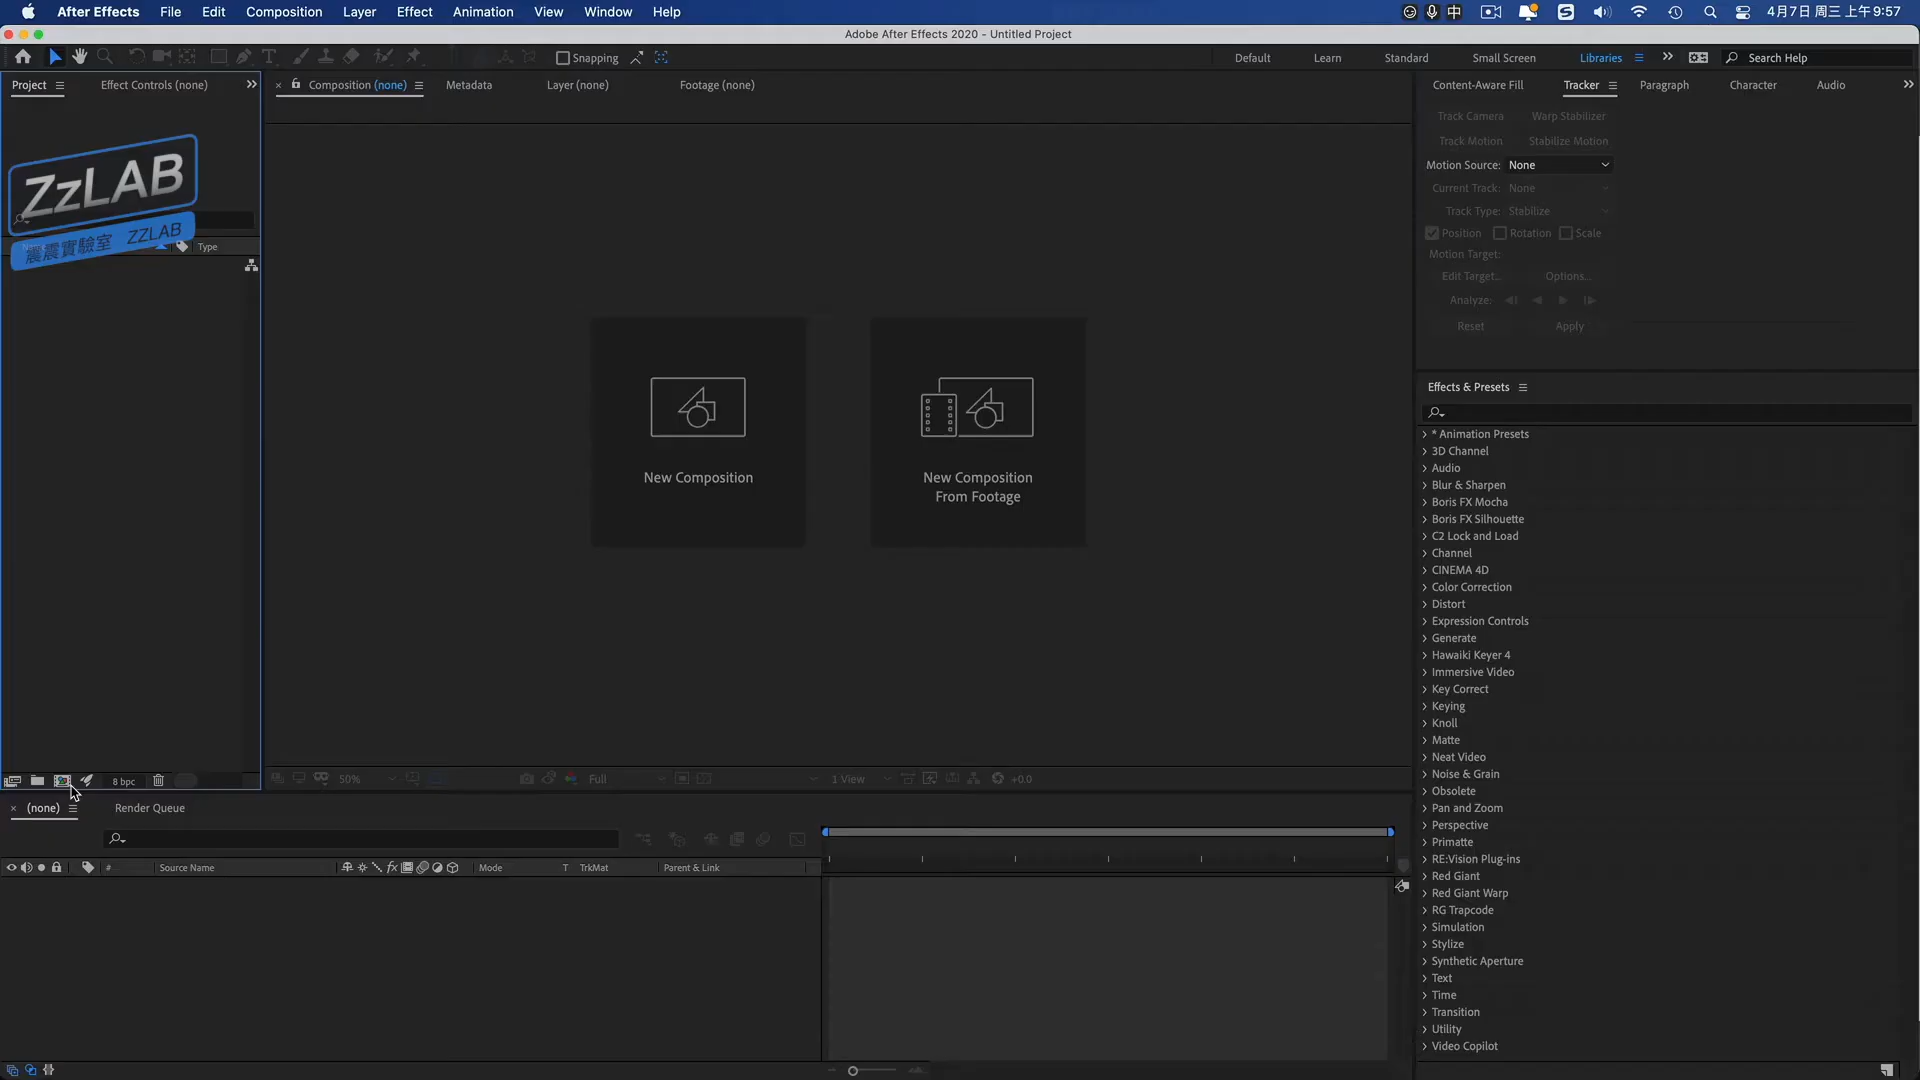 After Effects File Edit Composition Layer Effect Animation View Window Help 中 4月7日 周三 上午9:57
Adobe After Effects 2020 - Untitled Project
Snapping Default Learn Standard Small Screen Libraries Search Help
Project Effect Controls (none) Composition (none) Metadata Layer (none) Footage (none) Content-Aware Fill Tracker Paragraph Character Audio
Track Camera Warp Stabilizer
Track Motion Stabilize Motion
Motion Source: None
Current Track: None
Track Type: Stabilize
Position Rotation Scale
Motion Target:
Edit Target... Options...
Analyze:
Reset Apply
ZzLAB
震震實驗室 ZZLAB
Name Type
New Composition
New Composition
From Footage
Effects & Presets
* Animation Presets
3D Channel
Audio
Blur & Sharpen
Boris FX Mocha
Boris FX Silhouette
C2 Lock and Load
Channel
CINEMA 4D
Color Correction
Distort
Expression Controls
Generate
Hawaiki Keyer 4
Immersive Video
Key Correct
Keying
Knoll
Matte
Neat Video
Noise & Grain
Obsolete
Pan and Zoom
Perspective
Primatte
RE:Vision Plug-ins
Red Giant
Red Giant Warp
RG Trapcode
Simulation
Stylize
Synthetic Aperture
Text
Time
Transition
Utility
Video Copilot
8 bpc 50% Full 1 View +0.0
(none) Render Queue
# Source Name fx Mode T TrkMat Parent & Link